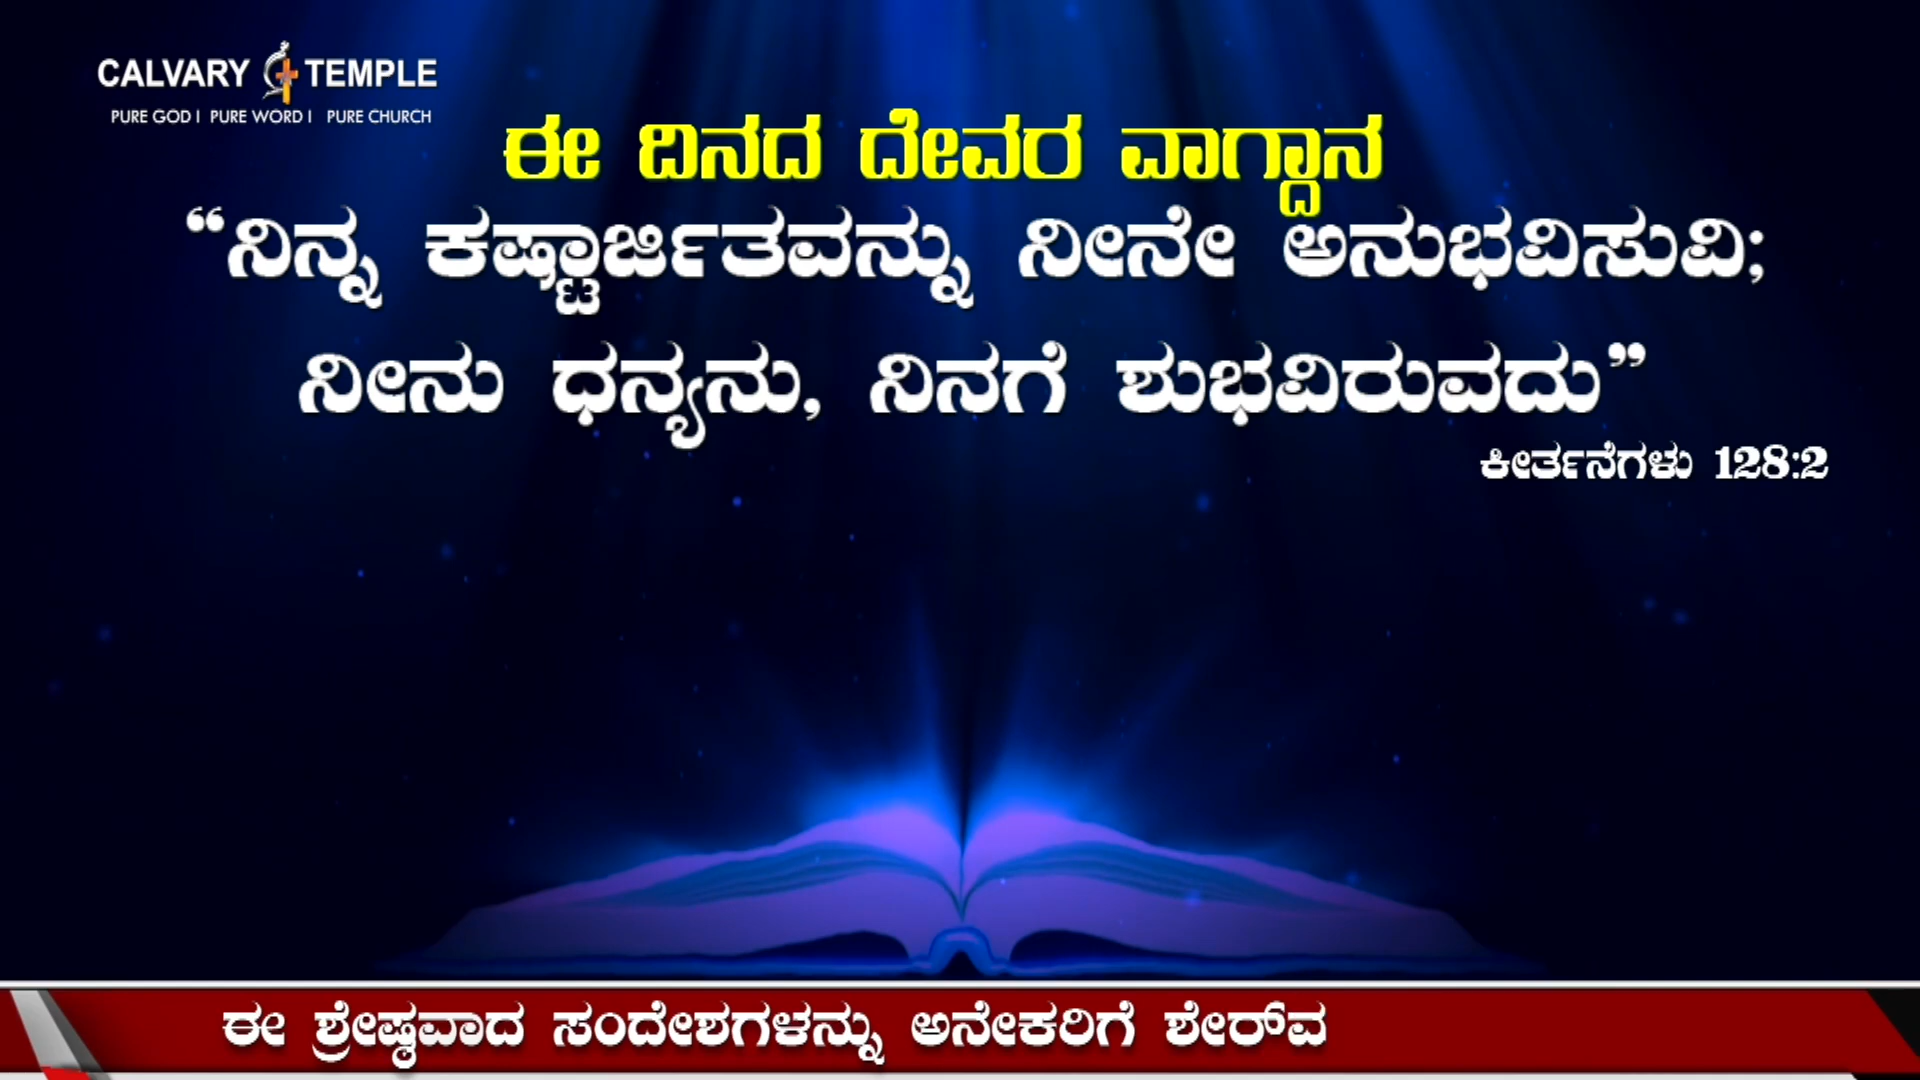 CALVARY TEMPLE
PURE GOD I PURE WORD I PURE CHURCH
ಈ ದಿನದ ದೇವರ ವಾಗ್ದಾನ
“ನಿನ್ನ ಕಷ್ಟಾರ್ಜಿತವನ್ನು ನೀನೇ ಅನುಭವಿಸುವಿ;
ನೀನು ಧನ್ಯನು, ನಿನಗೆ ಶುಭವಿರುವದು”
ಕೀರ್ತನೆಗಳು 128:2
ಈ ಶ್ರೇಷ್ಠವಾದ ಸಂದೇಶಗಳನ್ನು ಅನೇಕರಿಗೆ ಶೇರ್‌ವ